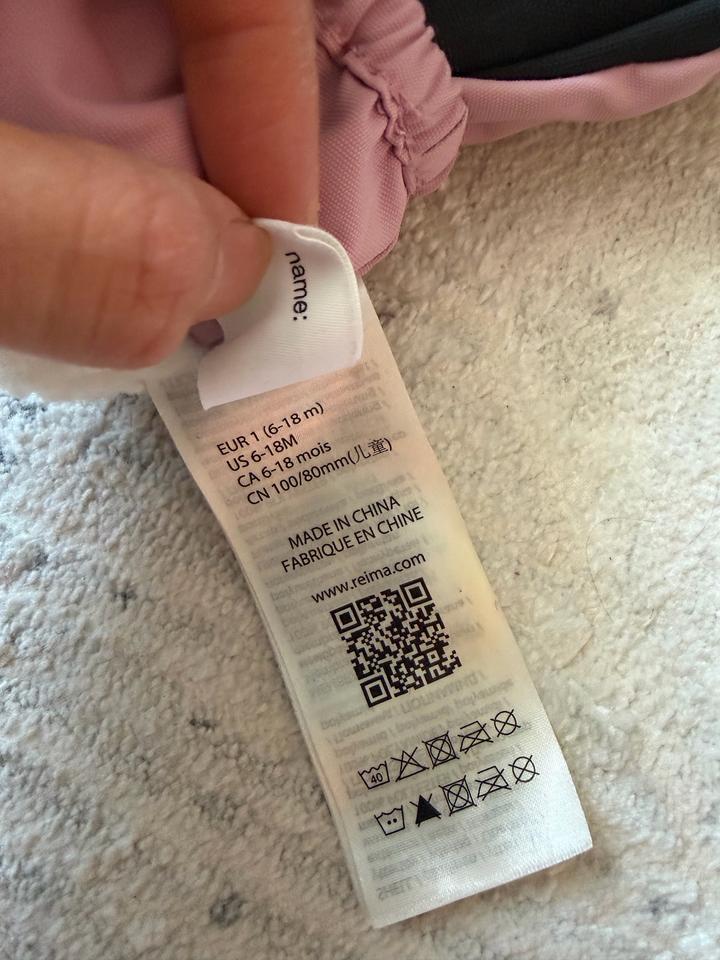 name:
EUR 1 (6-18 m)
US 6-18M
CA 6-18 mois
CN 100/80mm(儿童)
MADE IN CHINA
FABRIQUE EN CHINE
www.reima.com
40